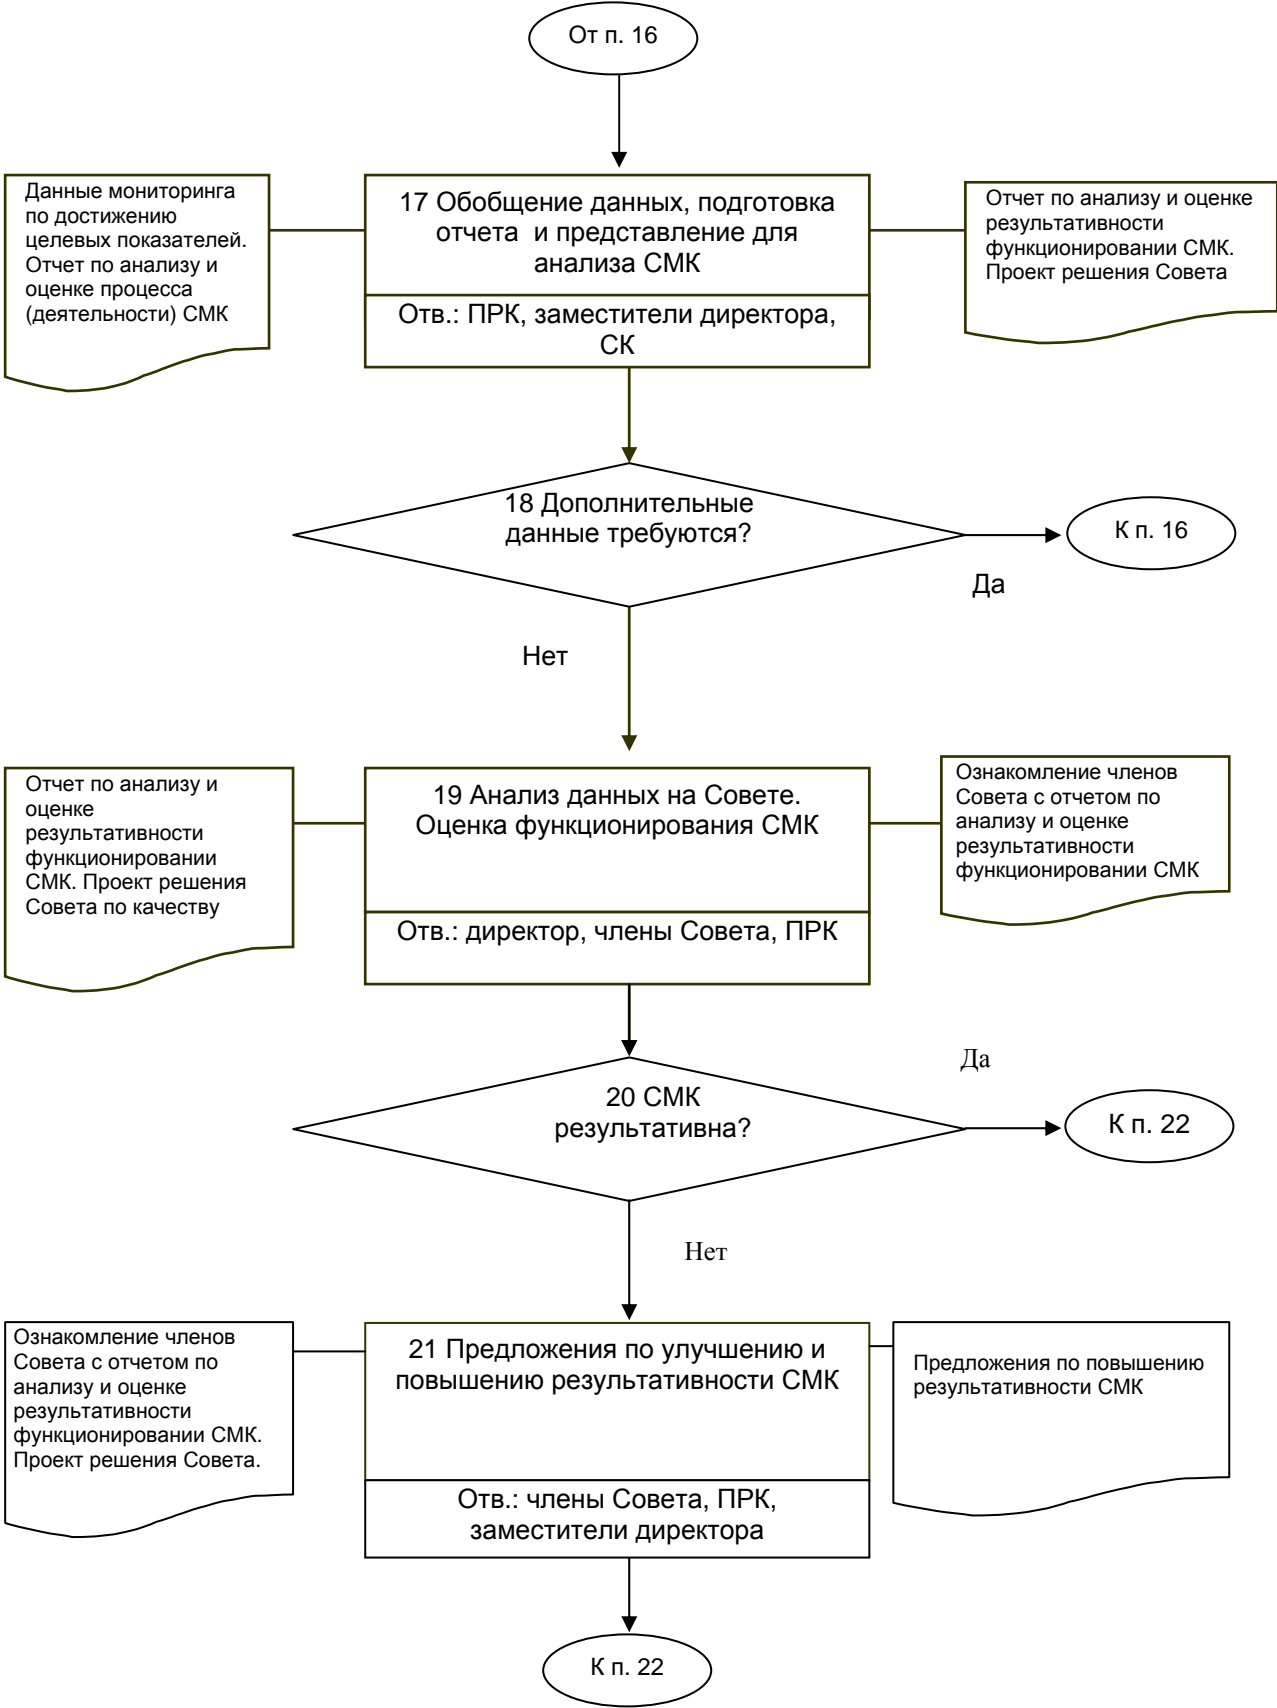 От п. 16
Данные мониторинга
по достижению
целевых показателей.
Отчет по анализу и
оценке процесса
(деятельности) СМК
17 Обобщение данных, подготовка
отчета и представление для
анализа СМК
Отв.: ПРК, заместители директора,
СК
Отчет по анализу и оценке
результативности
функционировании СМК.
Проект решения Совета
18 Дополнительные
данные требуются?
К п. 16
Да
Нет
Отчет по анализу и
оценке
результативности
функционировании
СМК. Проект решения
Совета по качеству
19 Анализ данных на Совете.
Оценка функционирования СМК
Отв.: директор, члены Совета, ПРК
Ознакомление членов
Совета с отчетом по
анализу и оценке
результативности
функционировании СМК
Да
20 СМК
результативна?
К п. 22
Нет
Ознакомление членов
Совета с отчетом по
анализу и оценке
результативности
функционировании СМК.
Проект решения Совета.
21 Предложения по улучшению и
повышению результативности СМК
Отв.: члены Совета, ПРК,
заместители директора
Предложения по повышению
результативности СМК
К п. 22